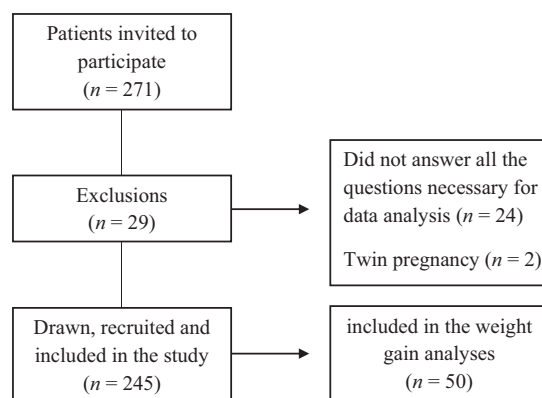 Patients invited to
participate
(n = 271)
Exclusions
(n = 29)
Did not answer all the
questions necessary for
data analysis (n = 24)
Twin pregnancy (n = 2)
Drawn, recruited and
included in the study
(n = 245)
included in the weight
gain analyses
(n = 50)